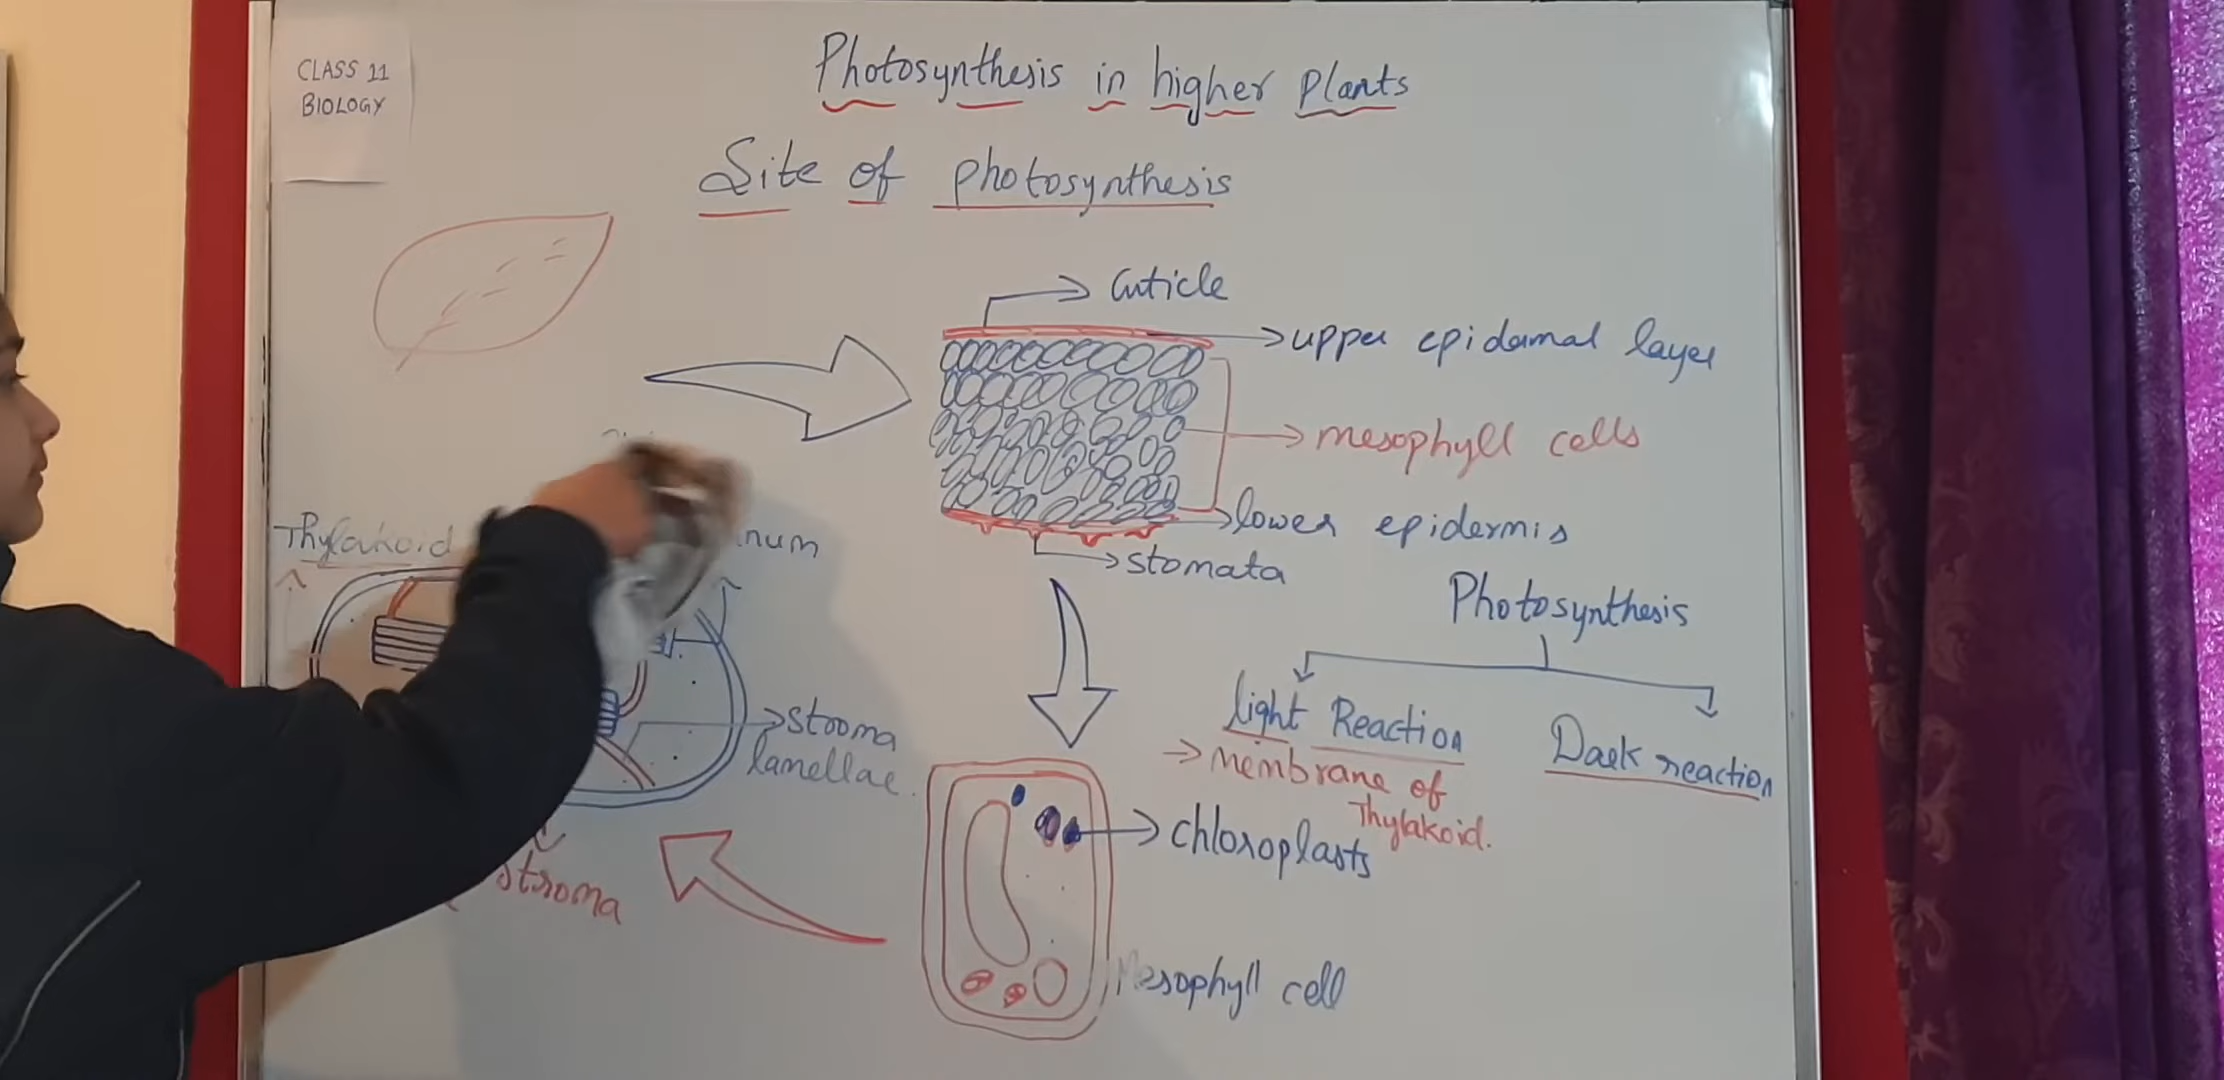 CLASS 11
BIOLOGY
Photosynthesis in higher plants
Site of photosynthesis
Cuticle
upper epidermal layer
mesophyll cells
lower epidermis
stomata
Thylakoid
num
stroma
lamellae.
stroma
Photosynthesis
light Reaction
Dark reaction
membrane of
Thylakoid.
chloroplasts
Mesophyll cell